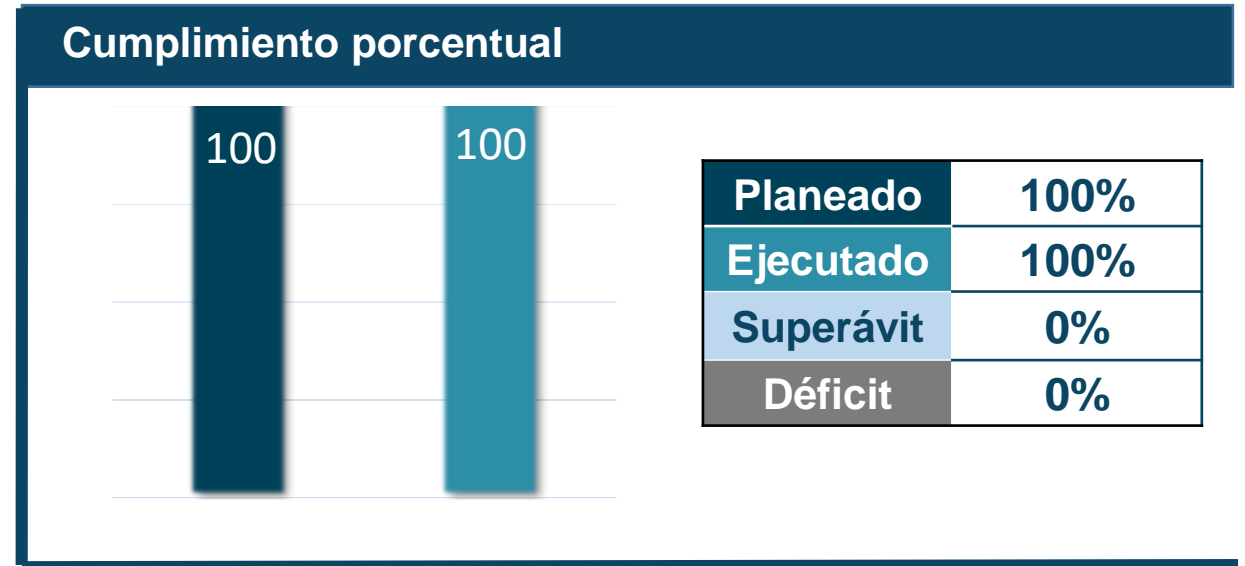 Cumplimiento porcentual
100
100
Planeado 100%
Ejecutado 100%
Superávit 0%
Déficit 0%